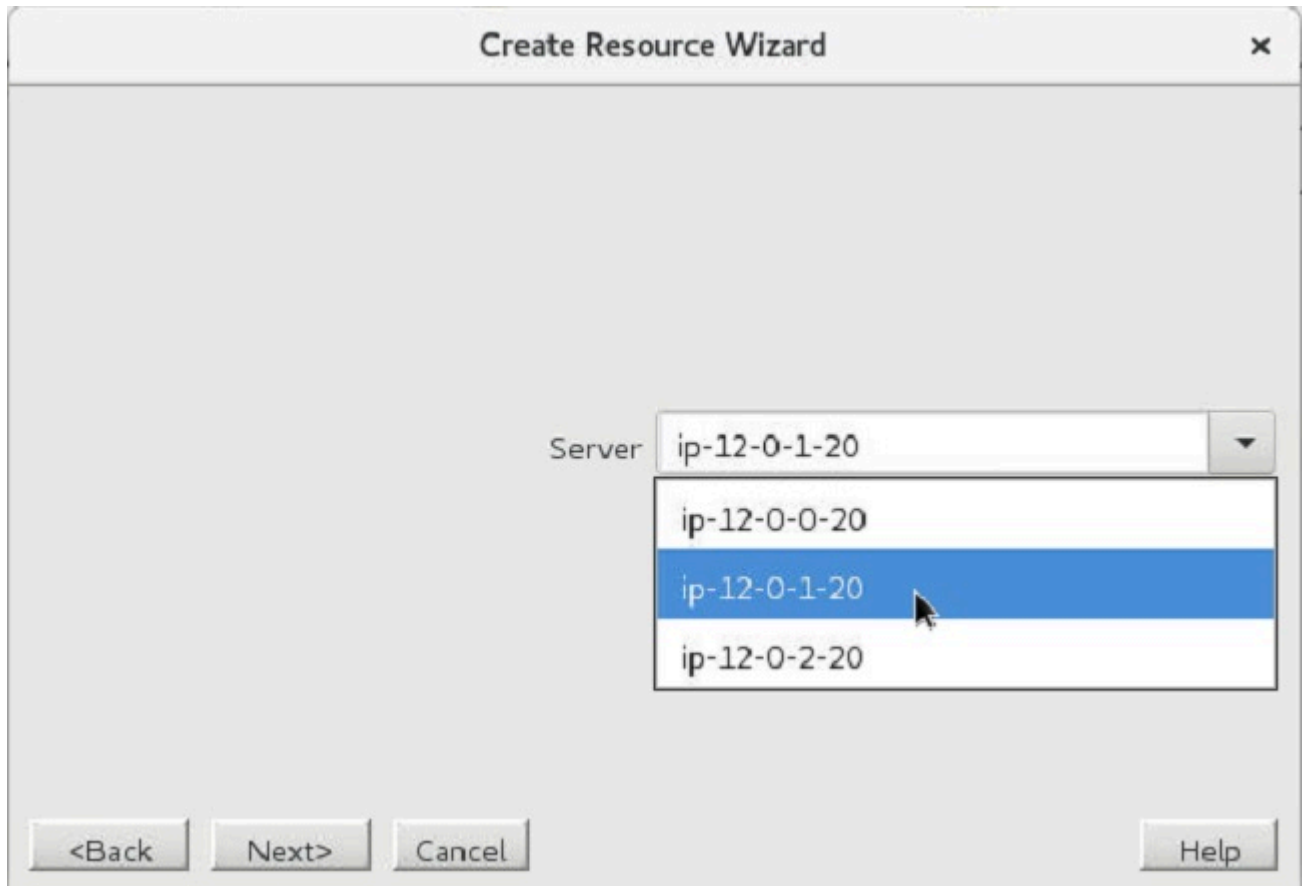 Create Resource Wizard ×
Server ip-12-0-1-20
ip-12-0-0-20
ip-12-0-1-20
ip-12-0-2-20
<Back Next> Cancel Help